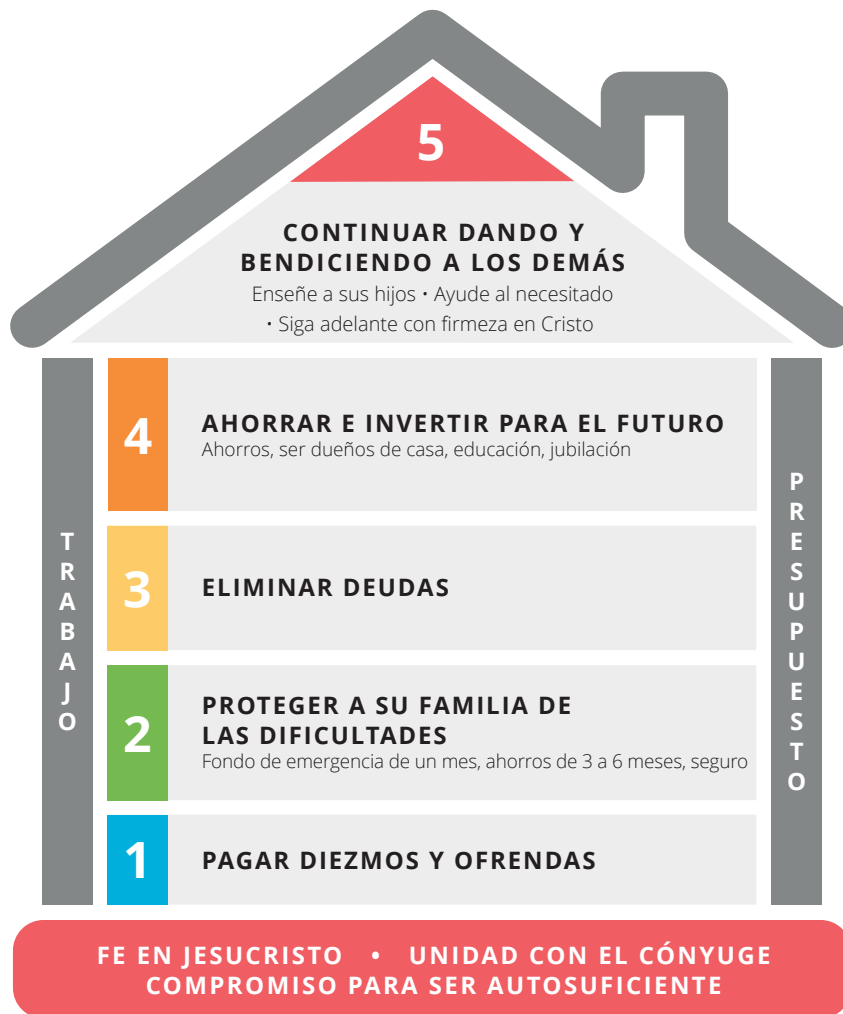 5
CONTINUAR DANDO Y
BENDICIENDO A LOS DEMÁS
Enseñe a sus hijos • Ayude al necesitado
• Siga adelante con firmeza en Cristo
4
AHORRAR E INVERTIR PARA EL FUTURO
Ahorros, ser dueños de casa, educación, jubilación
3
ELIMINAR DEUDAS
2
PROTEGER A SU FAMILIA DE
LAS DIFICULTADES
Fondo de emergencia de un mes, ahorros de 3 a 6 meses, seguro
1
PAGAR DIEZMOS Y OFRENDAS
TRABAJO
PRESUPUESTO
FE EN JESUCRISTO • UNIDAD CON EL CÓNYUGE
COMPROMISO PARA SER AUTOSUFICIENTE